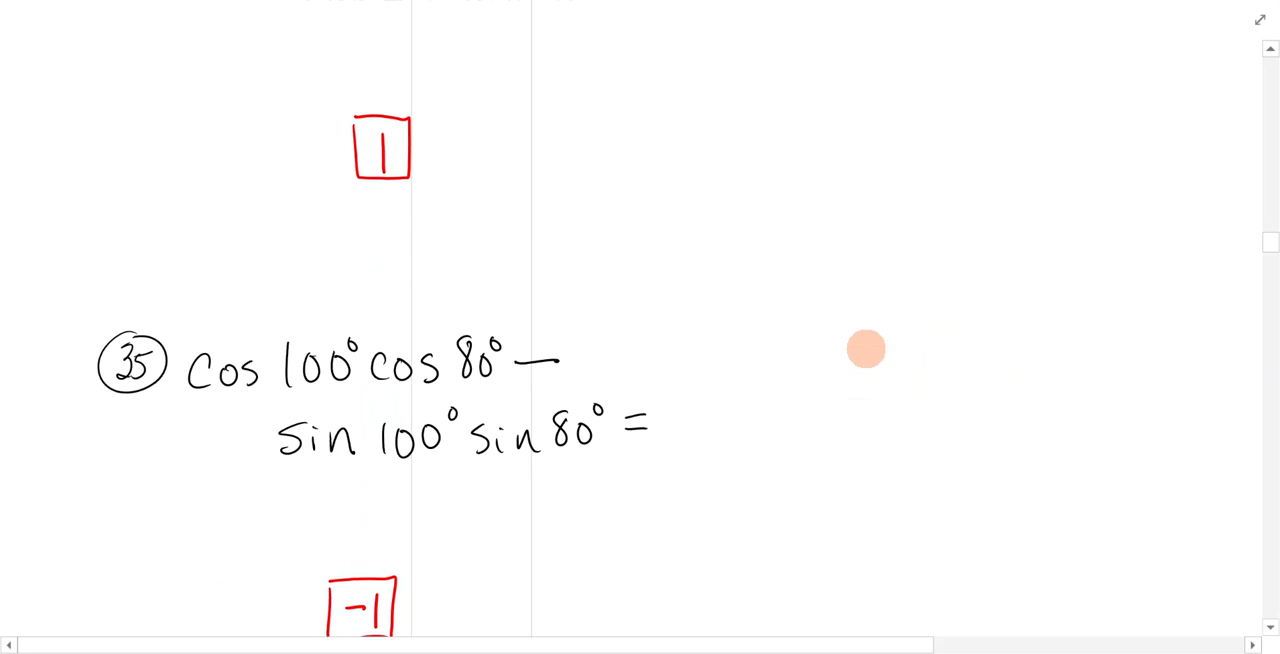 1
35 cos 100° cos 80° —
sin 100° sin 80° =
-1